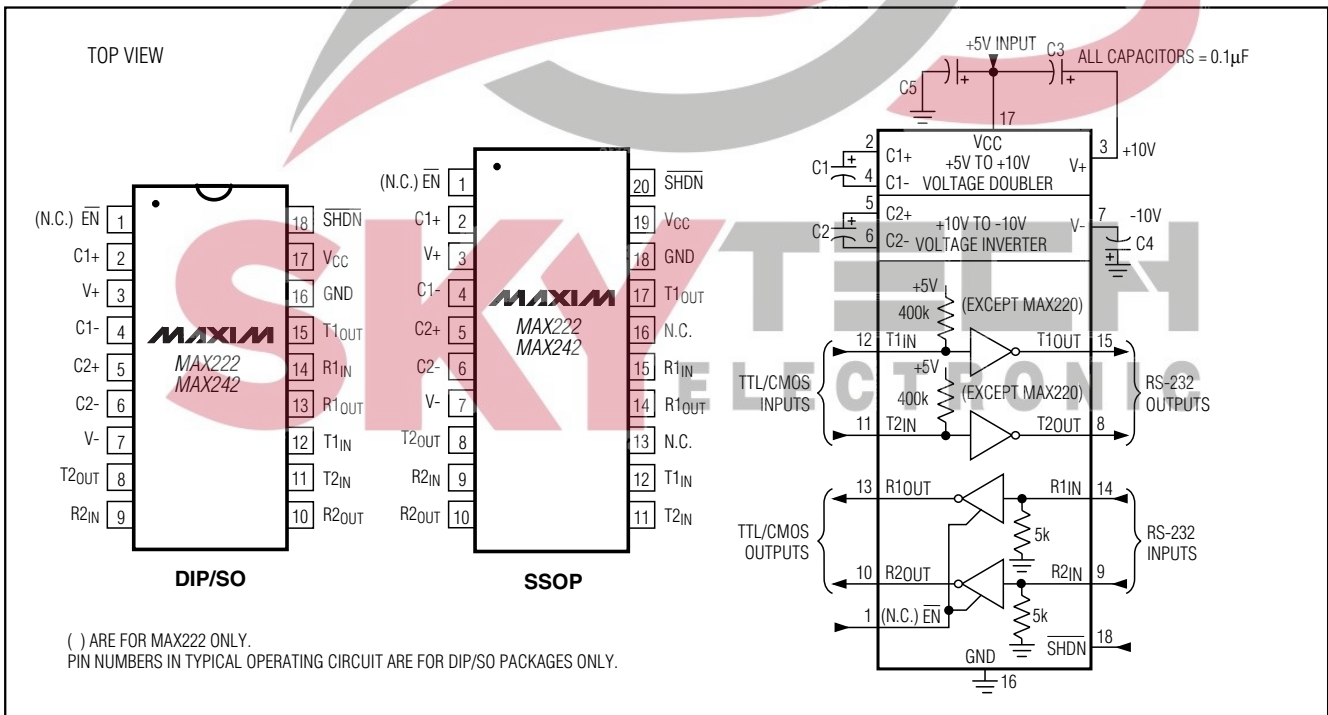 TOP VIEW
(N.C.) EN 1
C1+ 2
V+ 3
C1- 4
C2+ 5
C2- 6
V- 7
T2OUT 8
R2IN 9
18 SHDN
17 VCC
16 GND
15 T1OUT
14 R1IN
13 R1OUT
12 T1IN
11 T2IN
10 R2OUT
MAXIM
MAX222
MAX242
DIP/SO
(N.C.) EN 1
C1+ 2
V+ 3
C1- 4
C2+ 5
C2- 6
V- 7
T2OUT 8
R2IN 9
R2OUT 10
20 SHDN
19 VCC
18 GND
17 T1OUT
16 N.C.
15 R1IN
14 R1OUT
13 N.C.
12 T1IN
11 T2IN
MAXIM
MAX222
MAX242
SSOP
+5V INPUT C3
ALL CAPACITORS = 0.1µF
C5
17
VCC
2 C1+
C1
4 C1-
+5V TO +10V
VOLTAGE DOUBLER
V+ 3 +10V
5 C2+
C2
6 C2-
+10V TO -10V
VOLTAGE INVERTER
V- 7 -10V
C4
+5V
400k
(EXCEPT MAX220)
12 T1IN
T1OUT 15
+5V
400k
(EXCEPT MAX220)
TTL/CMOS
INPUTS
RS-232
OUTPUTS
11 T2IN
T2OUT 8
13 R1OUT
R1IN 14
5k
TTL/CMOS
OUTPUTS
RS-232
INPUTS
10 R2OUT
R2IN 9
5k
1 (N.C.) EN
SHDN 18
GND
16
( ) ARE FOR MAX222 ONLY.
PIN NUMBERS IN TYPICAL OPERATING CIRCUIT ARE FOR DIP/SO PACKAGES ONLY.
SKYTECH
ELECTRONIC